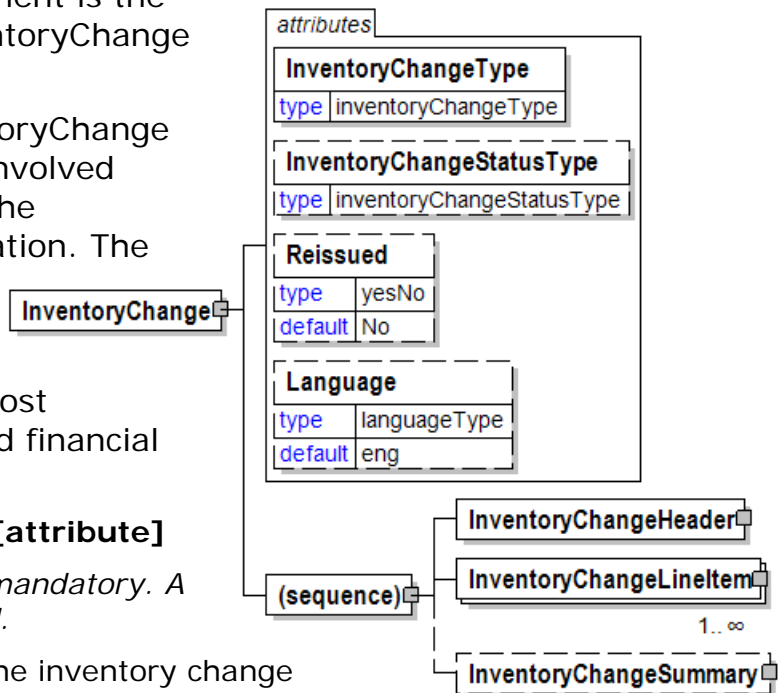 ent is the
ntoryChange
oryChange
nvolved
he
ation. The
ost
d financial
[attribute]
mandatory. A
d.
he inventory change
attributes
InventoryChangeType
type inventoryChangeType
InventoryChangeStatusType
type inventoryChangeStatusType
Reissued
type yesNo
default No
Language
type languageType
default eng
InventoryChange
(sequence)
InventoryChangeHeader
InventoryChangeLineItem
1.. ∞
InventoryChangeSummary